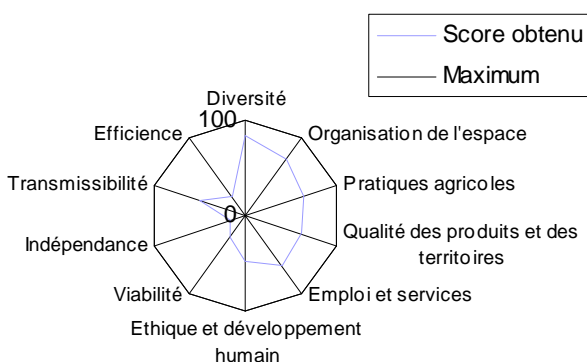 Score obtenu
Maximum
Diversité
100
Efficience
Organisation de l'espace
Transmissibilité
Pratiques agricoles
0
Indépendance
Qualité des produits et des
territoires
Viabilité
Emploi et services
Ethique et développement
humain